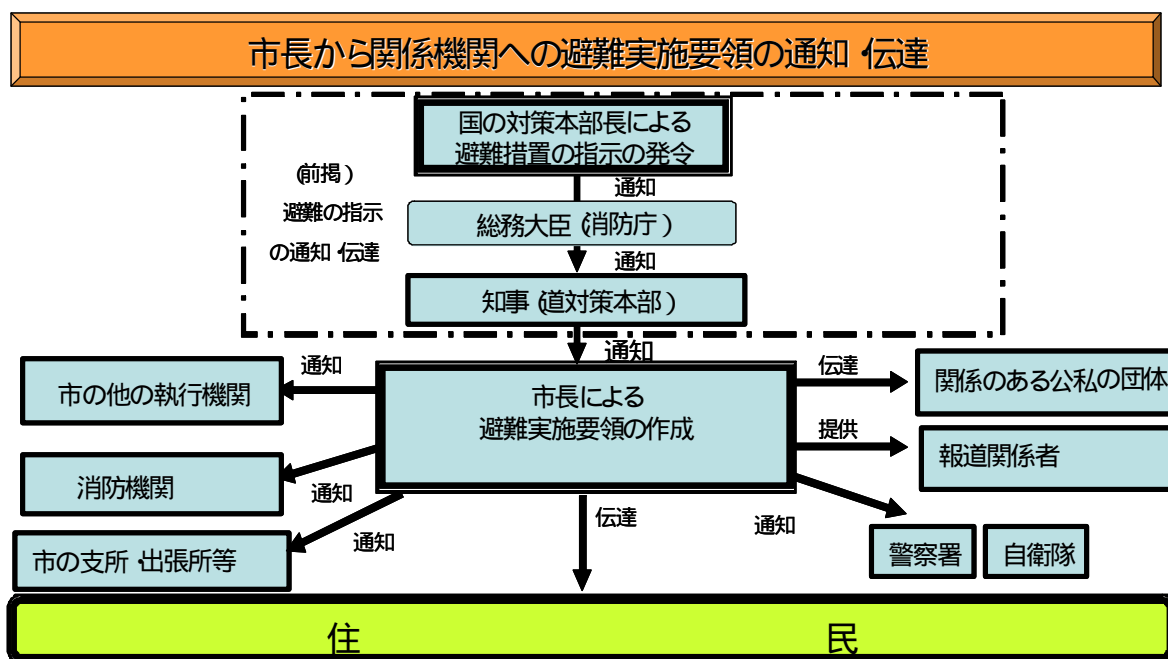 市長から関係機関への避難実施要領の通知・伝達
国の対策本部長による
避難措置の指示の発令
(前掲)
避難の指示
の通知・伝達
通知
総務大臣(消防庁)
通知
知事(道対策本部)
通知
市長による
避難実施要領の作成
通知
市の他の執行機関
通知
消防機関
通知
市の支所・出張所等
伝達
関係のある公私の団体
提供
報道関係者
通知
警察署
自衛隊
伝達
住民